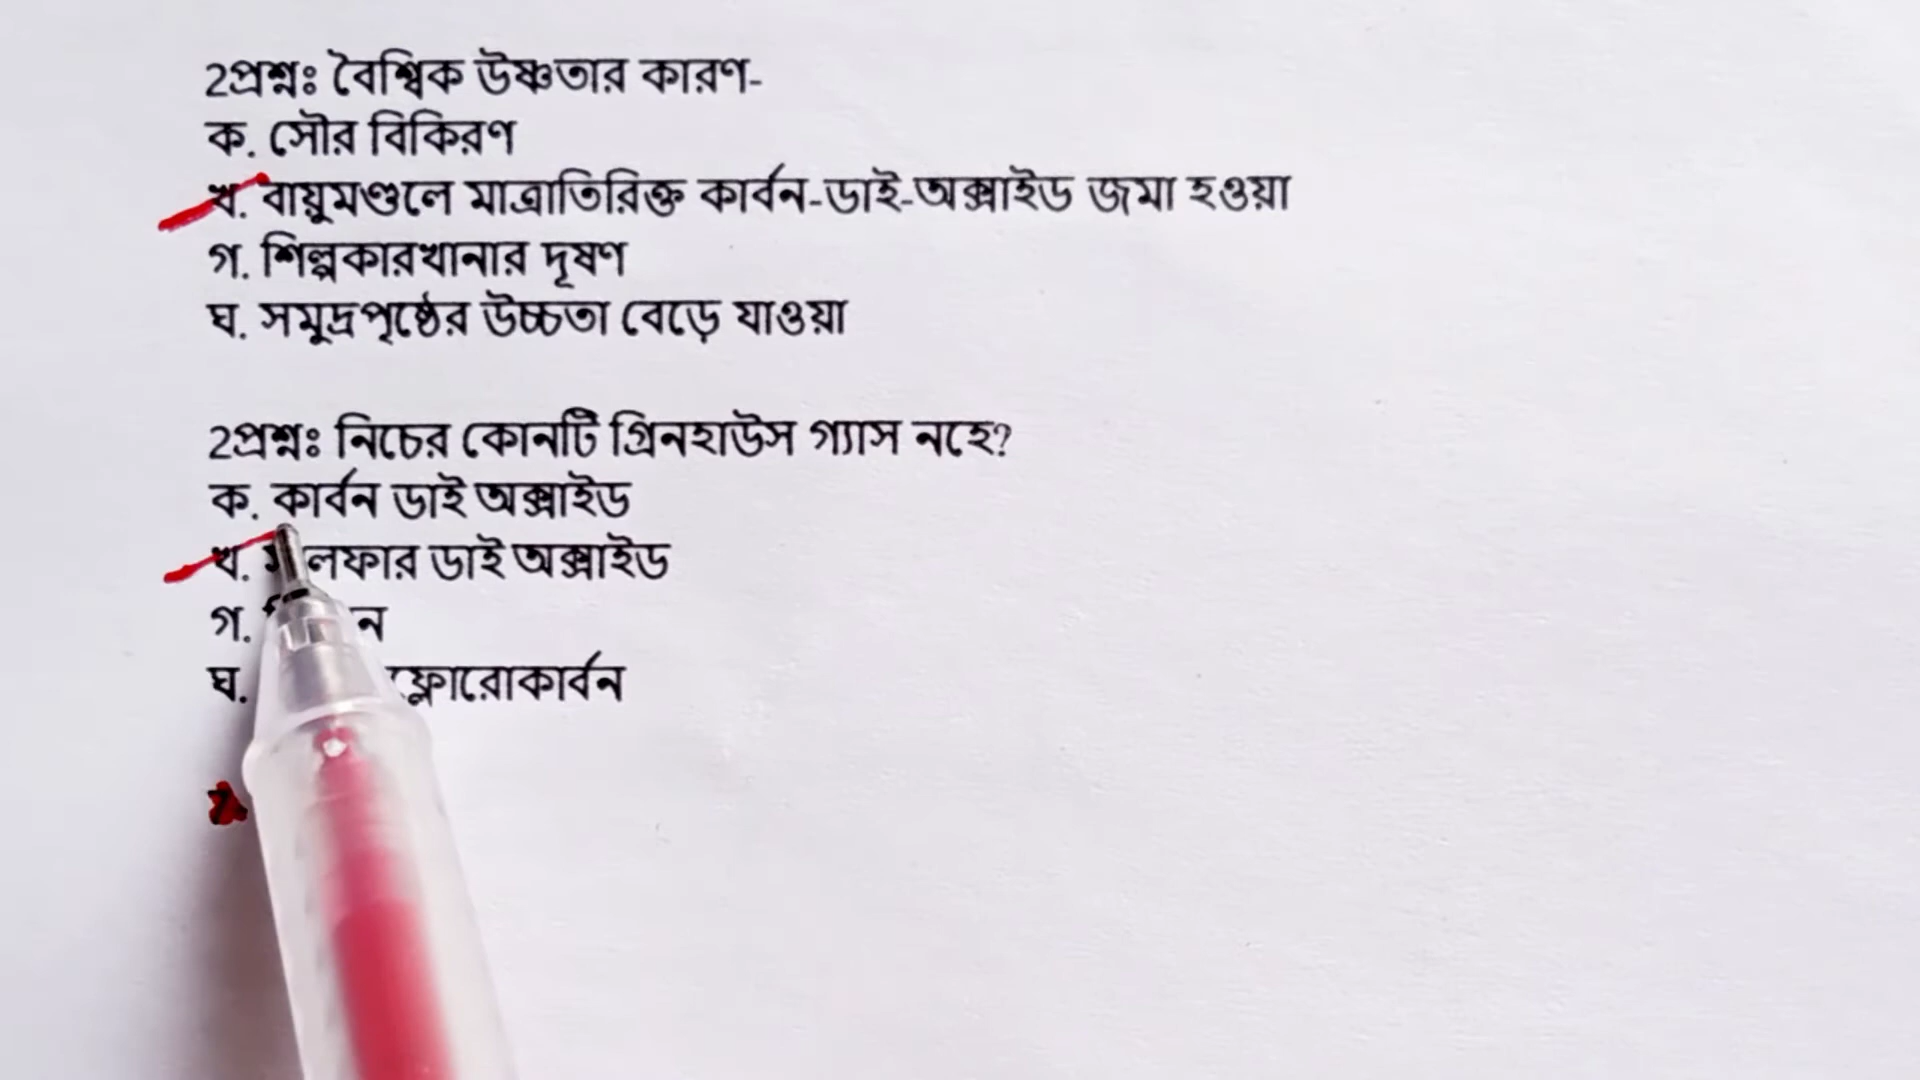 2প্রশ্নঃ বৈশ্বিক উষ্ণতার কারণ-
ক. সৌর বিকিরণ
খ. বায়ুমণ্ডলে মাত্রাতিরিক্ত কার্বন-ডাই-অক্সাইড জমা হওয়া
গ. শিল্পকারখানার দূষণ
ঘ. সমুদ্রপৃষ্ঠের উচ্চতা বেড়ে যাওয়া
2প্রশ্নঃ নিচের কোনটি গ্রিনহাউস গ্যাস নহে?
ক. কার্বন ডাই অক্সাইড
খ. সালফার ডাই অক্সাইড
গ.
ঘ. ফ্লোরোকার্বন